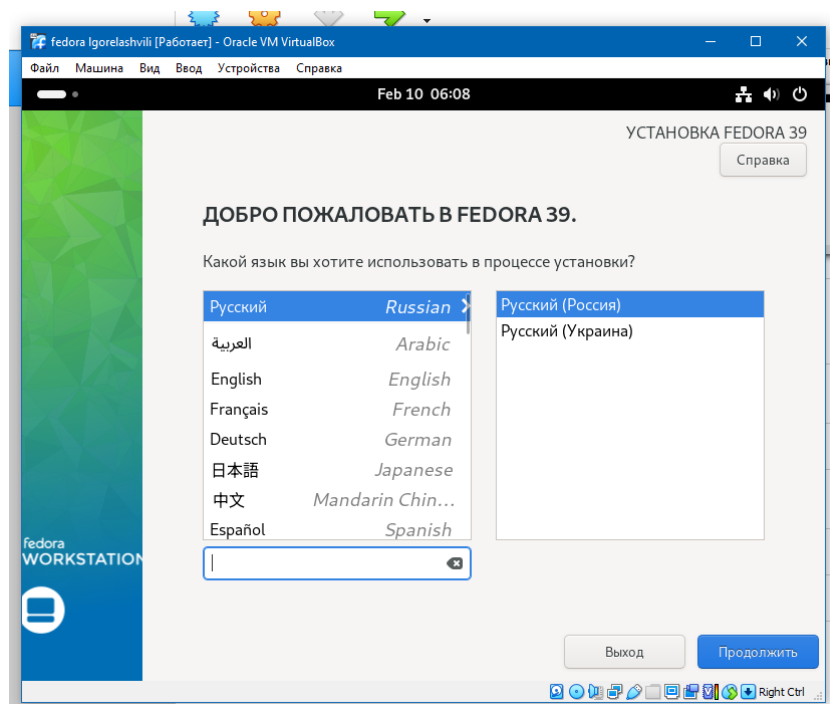 fedora lgorelashvili [Работает] - Oracle VM VirtualBox
Файл Машина Вид Ввод Устройства Справка
Feb 10 06:08
УСТАНОВКА FEDORA 39
Справка
ДОБРО ПОЖАЛОВАТЬ В FEDORA 39.
Какой язык вы хотите использовать в процессе установки?
Русский Russian
العربية Arabic
English English
Français French
Deutsch German
日本語 Japanese
中文 Mandarin Chin...
Español Spanish
Русский (Россия)
Русский (Украина)
fedora
WORKSTATION
Выход
Продолжить
Right Ctrl